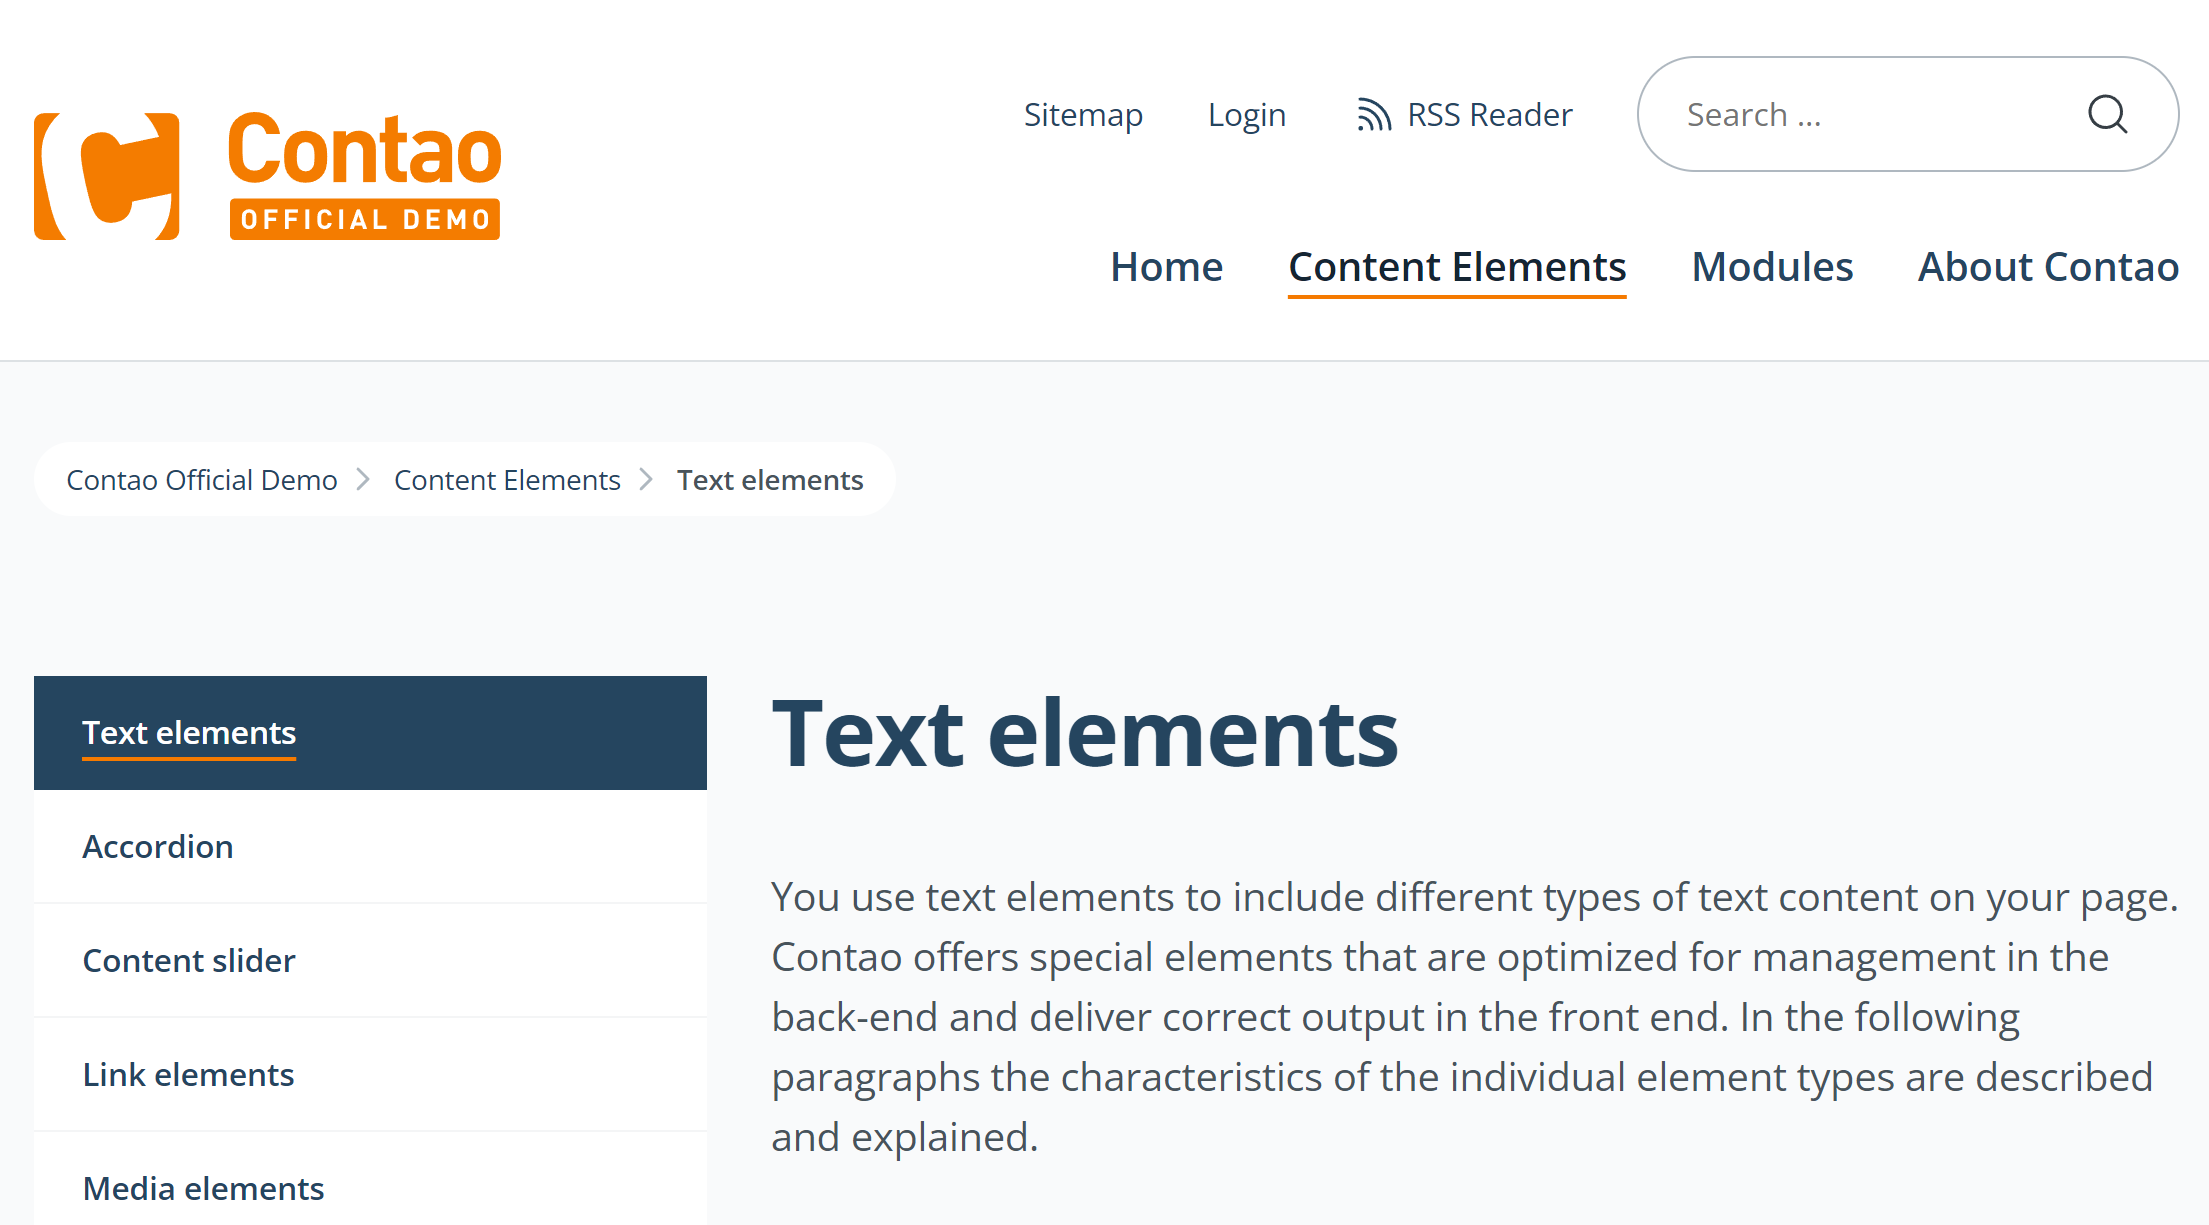 Contao
OFFICIAL DEMO
Sitemap
Login
RSS Reader
Search ...
Home
Content Elements
Modules
About Contao
Contao Official Demo
Content Elements
Text elements
Text elements
Accordion
Content slider
Link elements
Media elements
Text elements
You use text elements to include different types of text content on your page.
Contao offers special elements that are optimized for management in the
back-end and deliver correct output in the front end. In the following
paragraphs the characteristics of the individual element types are described
and explained.